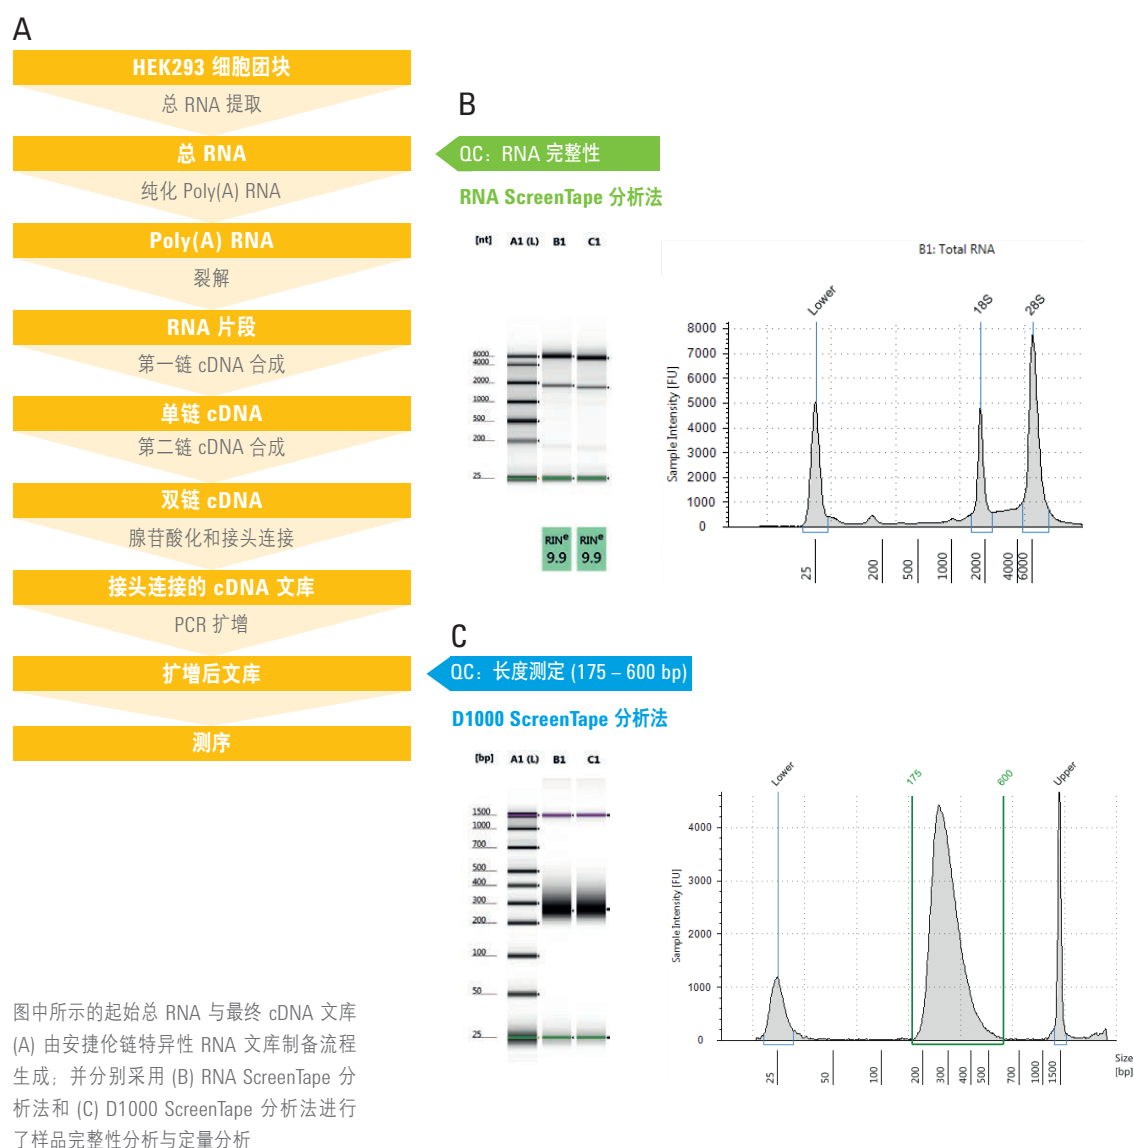 A
HEK293 细胞团块
总 RNA 提取
总 RNA
纯化 Poly(A) RNA
Poly(A) RNA
裂解
RNA 片段
第一链 cDNA 合成
单链 cDNA
第二链 cDNA 合成
双链 cDNA
腺苷酸化和接头连接
接头连接的 cDNA 文库
PCR 扩增
扩增后文库
测序
图中所示的起始总 RNA 与最终 cDNA 文库
(A) 由安捷伦链特异性 RNA 文库制备流程
生成；并分别采用 (B) RNA ScreenTape 分
析法和 (C) D1000 ScreenTape 分析法进行
了样品完整性分析与定量分析
B
QC：RNA 完整性
RNA ScreenTape 分析法
[nt] A1 (L) B1 C1
6000
4000
2000
1000
500
200
25
RINe RINe
9.9 9.9
B1: Total RNA
Lower 18S 28S
Sample Intensity [FU]
8000
7000
6000
5000
4000
3000
2000
1000
0
25 200 500 1000 2000 4000 6000
C
QC：长度测定 (175 – 600 bp)
D1000 ScreenTape 分析法
[bp] A1 (L) B1 C1
1500
1000
700
500
400
300
200
100
50
25
Lower 175 600 Upper
Sample Intensity [FU]
4000
3000
2000
1000
0
25 50 100 200 300 400 500 700 1000 1500
Size
[bp]